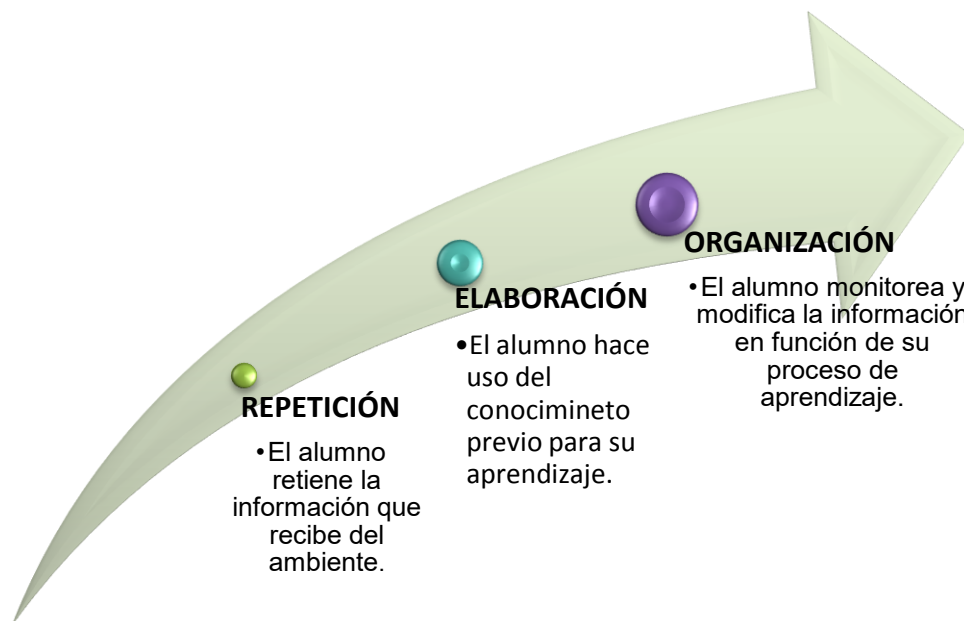 REPETICIÓN
•El alumno
retiene la
información que
recibe del
ambiente.
ELABORACIÓN
•El alumno hace
uso del
conocimineto
previo para su
aprendizaje.
ORGANIZACIÓN
•El alumno monitorea y
modifica la información
en función de su
proceso de
aprendizaje.